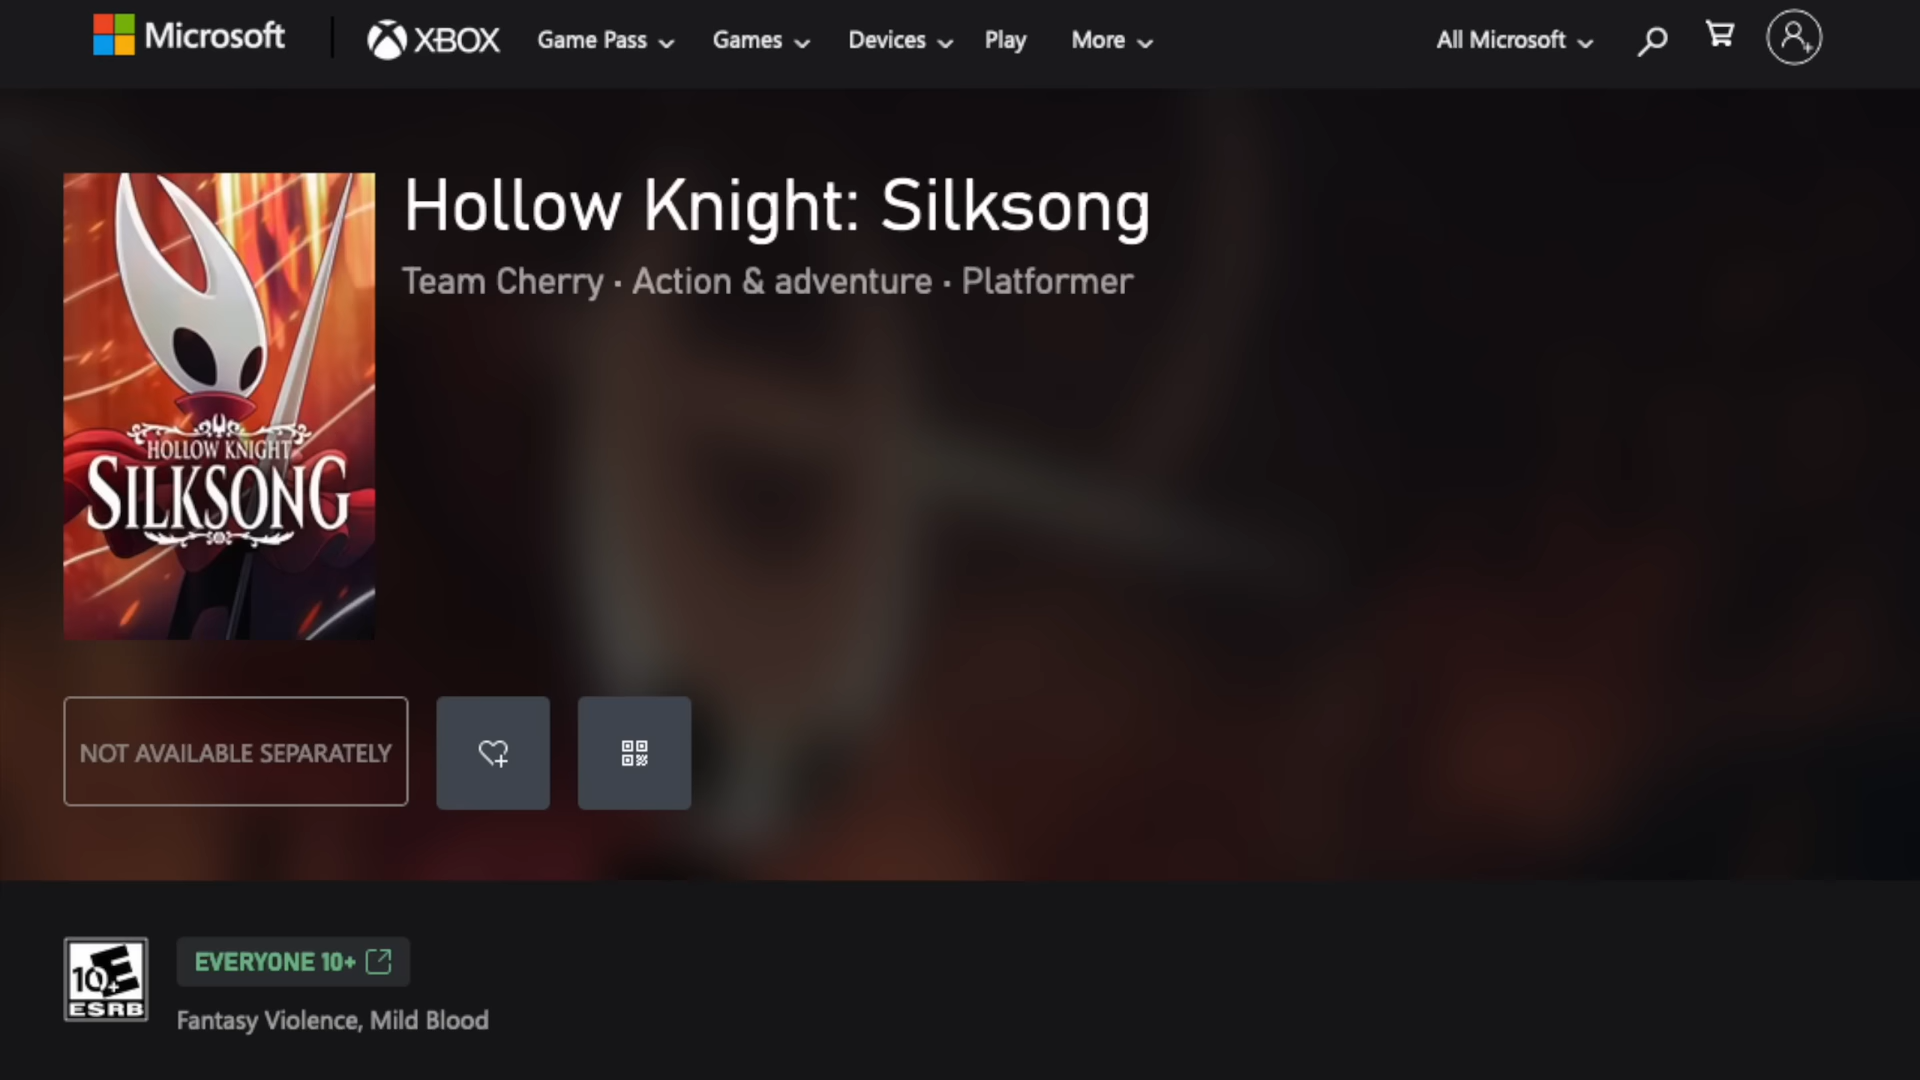 Microsoft XBOX Game Pass Games Devices Play More All Microsoft
Hollow Knight: Silksong
Team Cherry · Action & adventure · Platformer
HOLLOW KNIGHT
SILKSONG
NOT AVAILABLE SEPARATELY
10+ E
ESRB
EVERYONE 10+
Fantasy Violence, Mild Blood